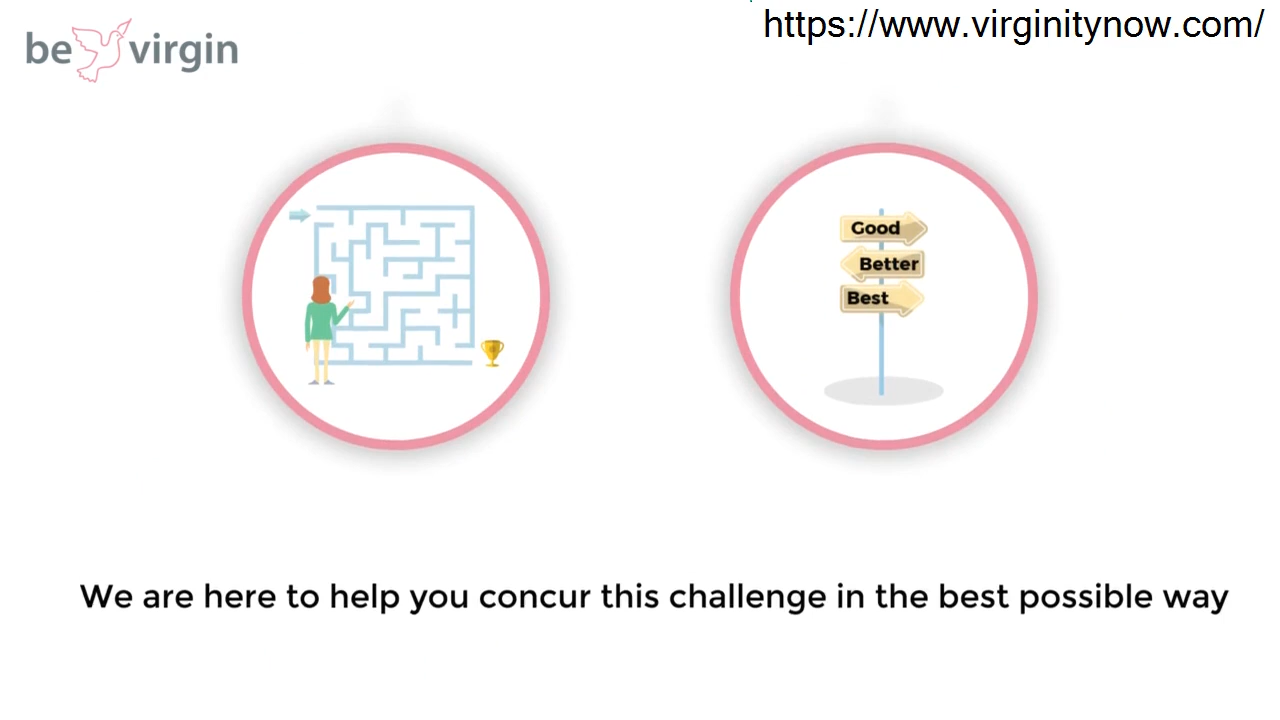 https://www.virginitynow.com/
be virgin
Good
Better
Best
We are here to help you concur this challenge in the best possible way